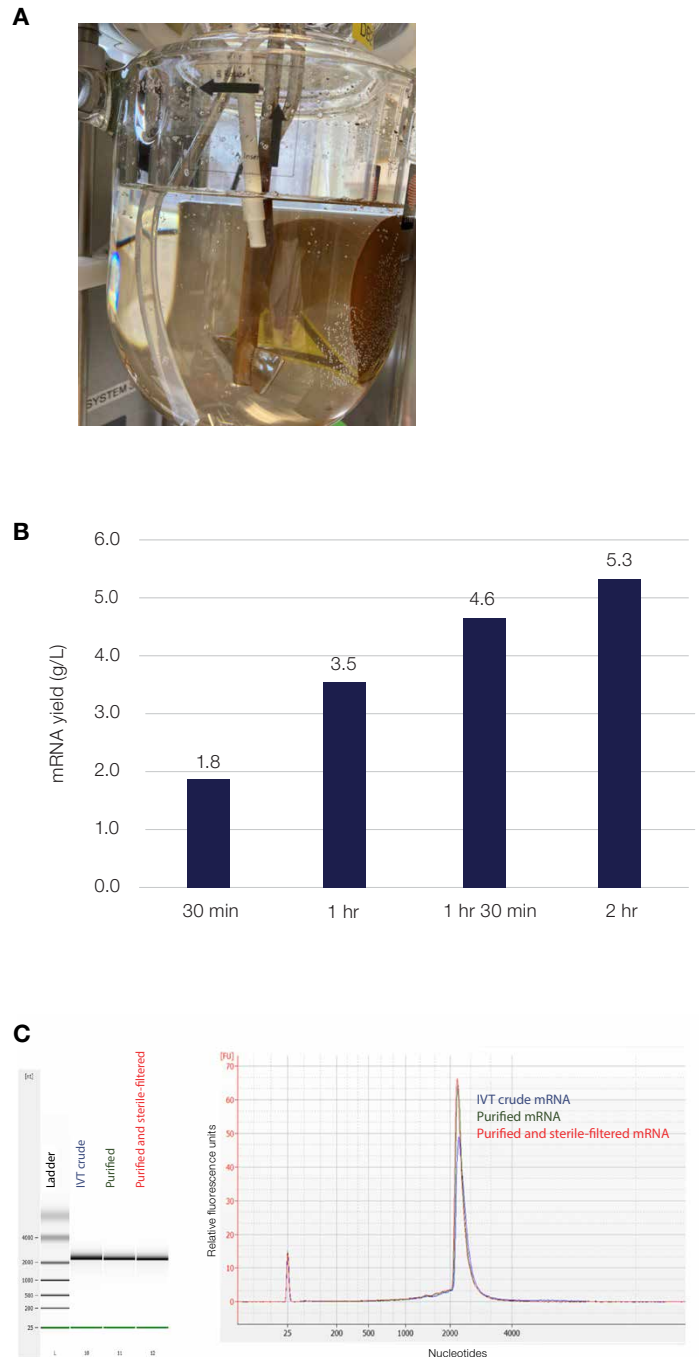 A
SYSTEM
B
mRNA yield (g/L)
6.0
5.0
4.0
3.0
2.0
1.0
0.0
1.8
3.5
4.6
5.3
30 min
1 hr
1 hr 30 min
2 hr
C
[nt]
Ladder
IVT crude
Purified
Purified and sterile-filtered
4000
2000
1000
500
200
25
L
10
11
12
[FU]
Relative fluorescence units
70
60
50
40
30
20
10
0
IVT crude mRNA
Purified mRNA
Purified and sterile-filtered mRNA
25
200
500
1000
2000
4000
Nucleotides